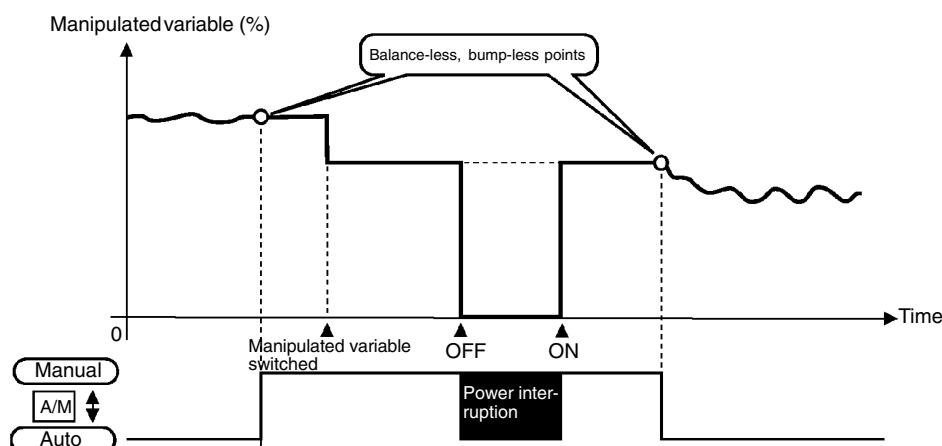 Manipulated variable (%)
Balance-less, bump-less points
0
Time
Manipulated variable
switched
OFF
ON
Manual
A/M
Auto
Power inter-
ruption